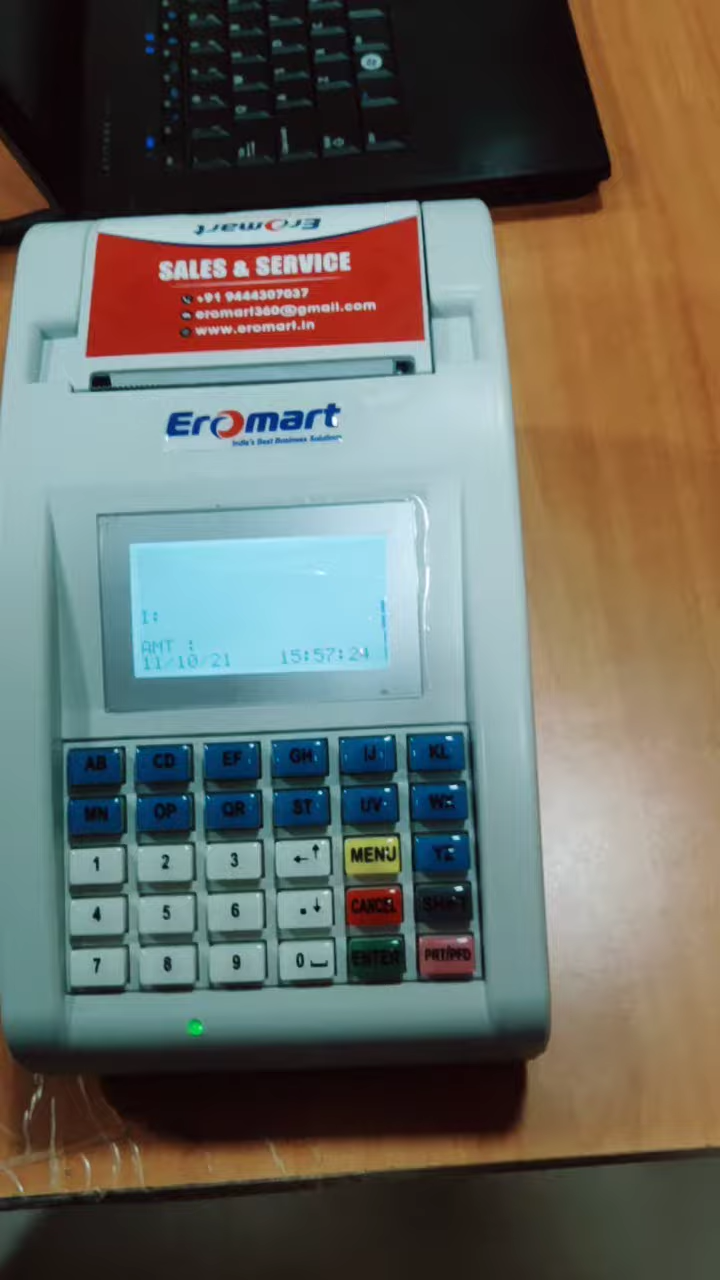 Eromart
SALES & SERVICE
+91 9444307037
eromart360@gmail.com
www.eromart.in
Eromart
India's Best Business Solutions
I:
AMT :
11/10/21 15:57:24
AB CD EF GH IJ KL
MN OP QR ST UV WX
1 2 3 ←↑ MENU YZ
4 5 6 .↓ CANCEL SHIFT
7 8 9 0 ENTER PRT/PFD